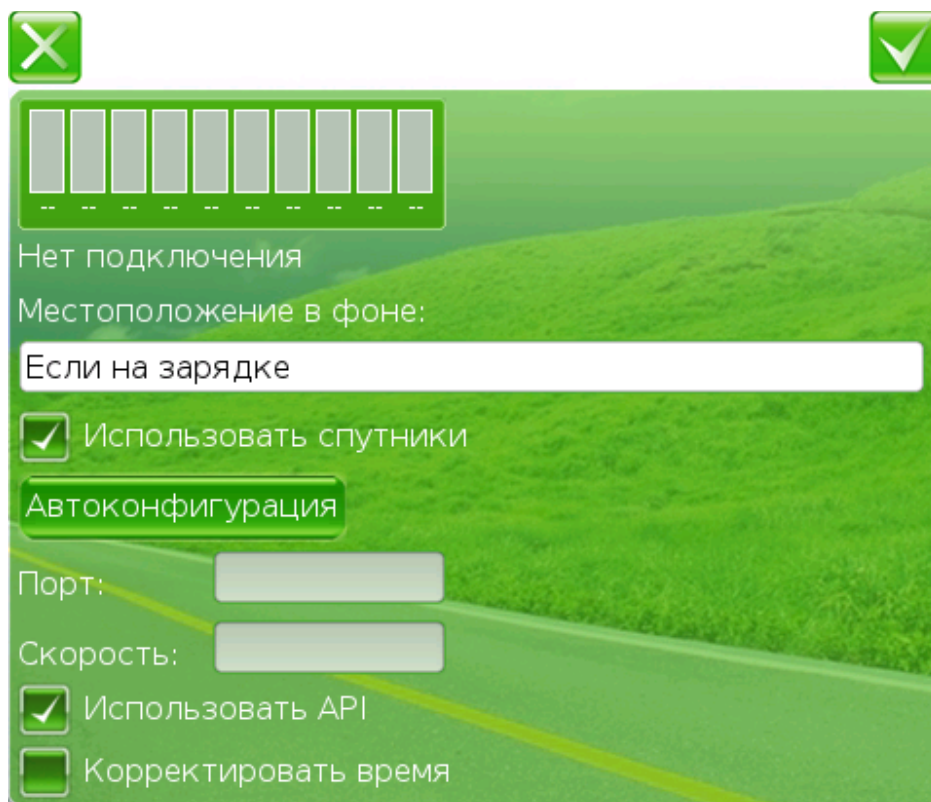 -- -- -- -- -- -- -- -- -- --
Нет подключения
Местоположение в фоне:
Если на зарядке
Использовать спутники
Автоконфигурация
Порт:
Скорость:
Использовать API
Корректировать время